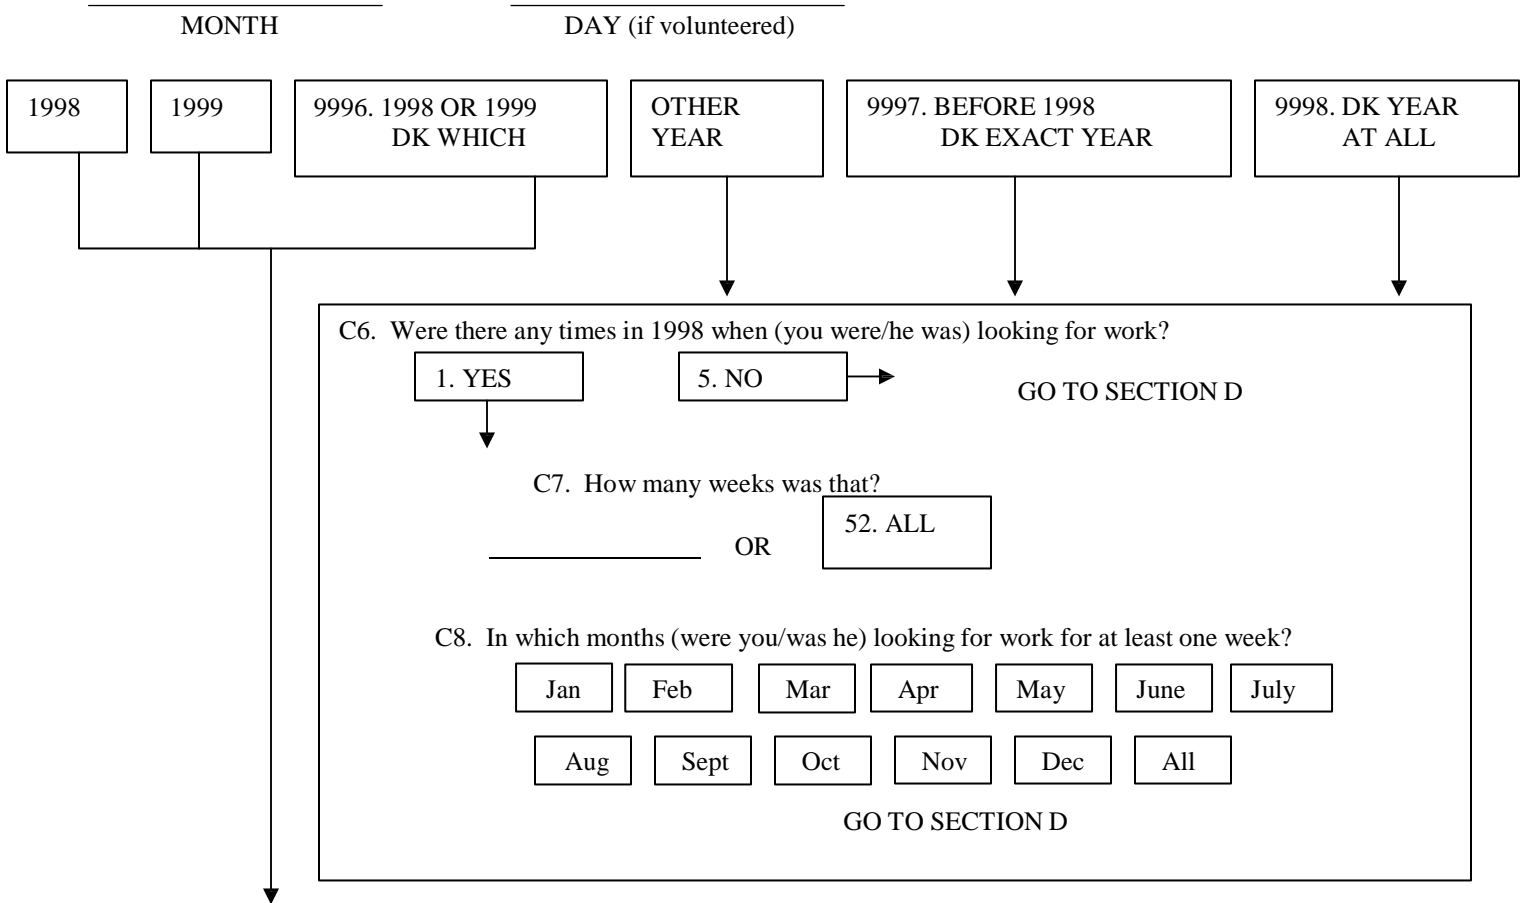 MONTH DAY (if volunteered)
1998 1999 9996. 1998 OR 1999 OTHER 9997. BEFORE 1998 9998. DK YEAR
DK WHICH YEAR DK EXACT YEAR AT ALL
C6. Were there any times in 1998 when (you were/he was) looking for work?
1. YES 5. NO
GO TO SECTION D
C7. How many weeks was that?
52. ALL
OR
C8. In which months (were you/was he) looking for work for at least one week?
Jan Feb Mar Apr May June July
Aug Sept Oct Nov Dec All
GO TO SECTION D